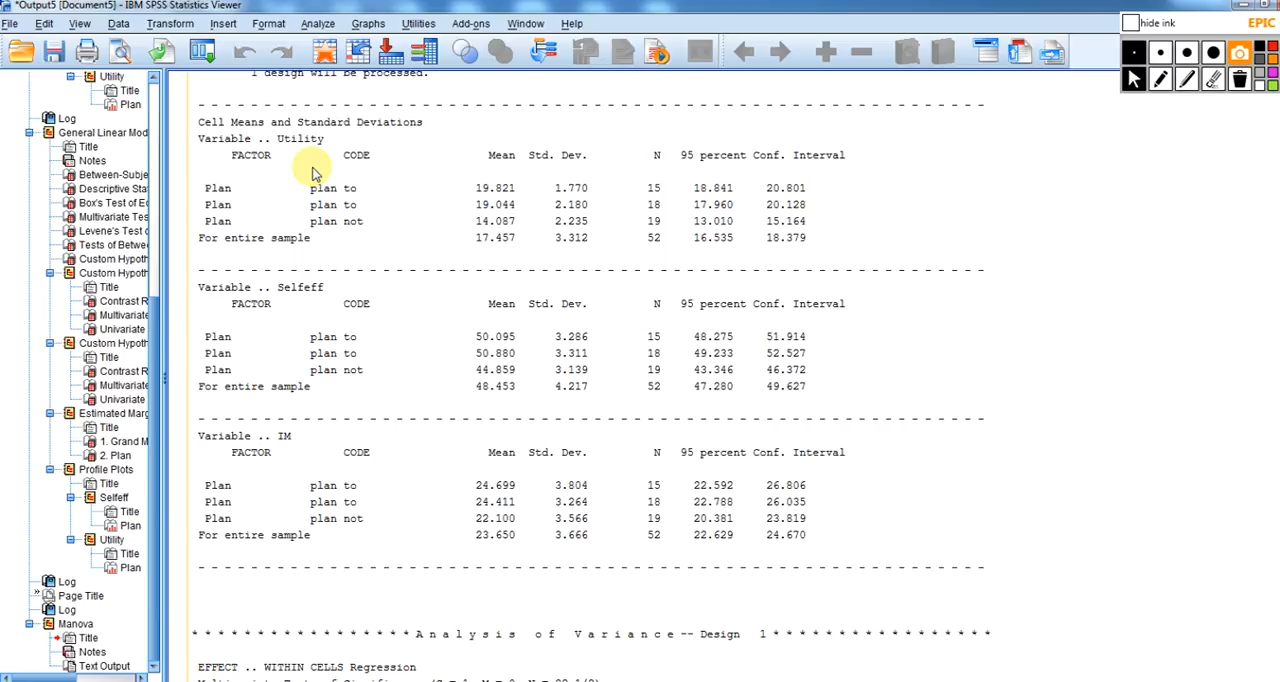 *Output5 [Document5] - IBM SPSS Statistics Viewer
File Edit View Data Transform Insert Format Analyze Graphs Utilities Add-ons Window Help
hide ink EPIC
Utility
Title
Plan
Log
General Linear Mod
Title
Notes
Between-Subje
Descriptive Sta
Box's Test of Ec
Multivariate Tes
Levene's Test o
Tests of Betwe
Custom Hypoth
Custom Hypoth
Title
Contrast R
Multivariate
Univariate
Custom Hypoth
Title
Contrast R
Multivariate
Univariate
Estimated Marg
Title
1. Grand M
2. Plan
Profile Plots
Title
Selfeff
Title
Plan
Utility
Title
Plan
Log
Page Title
Log
Manova
Title
Notes
Text Output
1 design will be processed.
- - - - - - - - - - - - - - - - - - - - - - - - - - - - - - - - - - - - - - - - - - - - - - - - - - - - - - - - - - - -
Cell Means and Standard Deviations
Variable .. Utility
FACTOR CODE Mean Std. Dev. N 95 percent Conf. Interval
Plan plan to 19.821 1.770 15 18.841 20.801
Plan plan to 19.044 2.180 18 17.960 20.128
Plan plan not 14.087 2.235 19 13.010 15.164
For entire sample 17.457 3.312 52 16.535 18.379
- - - - - - - - - - - - - - - - - - - - - - - - - - - - - - - - - - - - - - - - - - - - - - - - - - - - - - - - - - - -
Variable .. Selfeff
FACTOR CODE Mean Std. Dev. N 95 percent Conf. Interval
Plan plan to 50.095 3.286 15 48.275 51.914
Plan plan to 50.880 3.311 18 49.233 52.527
Plan plan not 44.859 3.139 19 43.346 46.372
For entire sample 48.453 4.217 52 47.280 49.627
- - - - - - - - - - - - - - - - - - - - - - - - - - - - - - - - - - - - - - - - - - - - - - - - - - - - - - - - - - - -
Variable .. IM
FACTOR CODE Mean Std. Dev. N 95 percent Conf. Interval
Plan plan to 24.699 3.804 15 22.592 26.806
Plan plan to 24.411 3.264 18 22.788 26.035
Plan plan not 22.100 3.566 19 20.381 23.819
For entire sample 23.650 3.666 52 22.629 24.670
- - - - - - - - - - - - - - - - - - - - - - - - - - - - - - - - - - - - - - - - - - - - - - - - - - - - - - - - - - - -
* * * * * * * * * * * * * * * * * A n a l y s i s   o f   V a r i a n c e -- Design   1 * * * * * * * * * * * * * * * * *
EFFECT .. WITHIN CELLS Regression